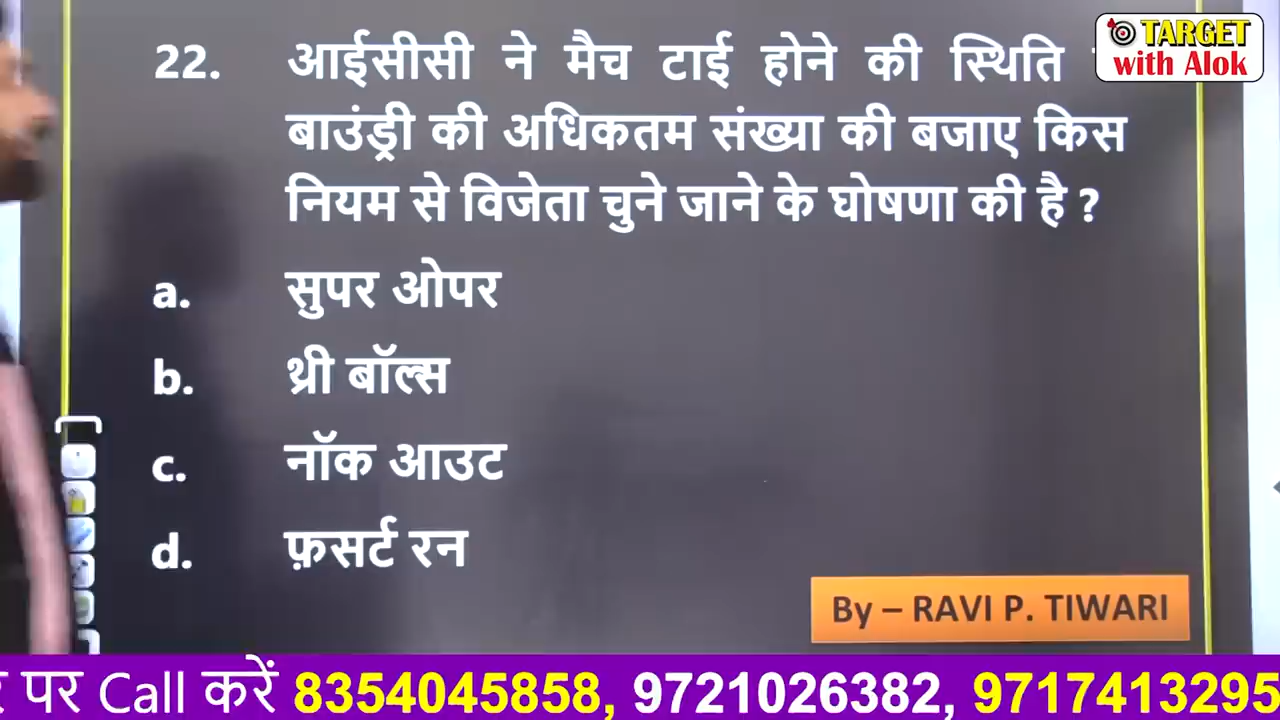 TARGET
with Alok
22. आईसीसी ने मैच टाई होने की स्थिति
बाउंड्री की अधिकतम संख्या की बजाए किस
नियम से विजेता चुने जाने के घोषणा की है ?
a. सुपर ओपर
b. थ्री बॉल्स
c. नॉक आउट
d. फ़सर्ट रन
By – RAVI P. TIWARI
पर Call करें 8354045858, 9721026382, 9717413295